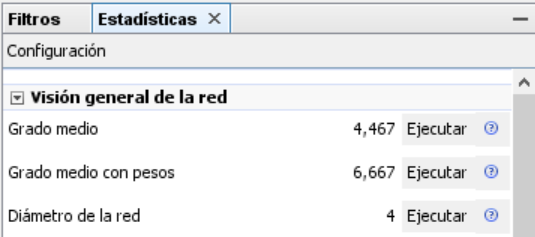 Filtros Estadísticas ×
Configuración
Visión general de la red
Grado medio 4,467 Ejecutar ?
Grado medio con pesos 6,667 Ejecutar ?
Diámetro de la red 4 Ejecutar ?